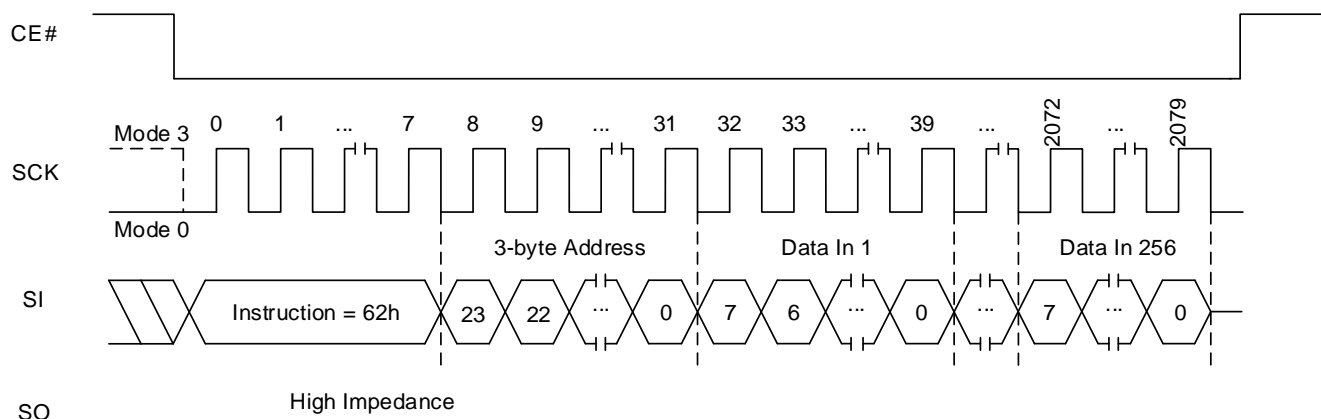 CE#
Mode 3
0 1 ... 7 8 9 ... 31 32 33 ... 39 ... 2072 ... 2079
SCK
Mode 0
3-byte Address Data In 1 Data In 256
SI
Instruction = 62h 23 22 ... 0 7 6 ... 0 ... 7 ... 0
High Impedance
SO